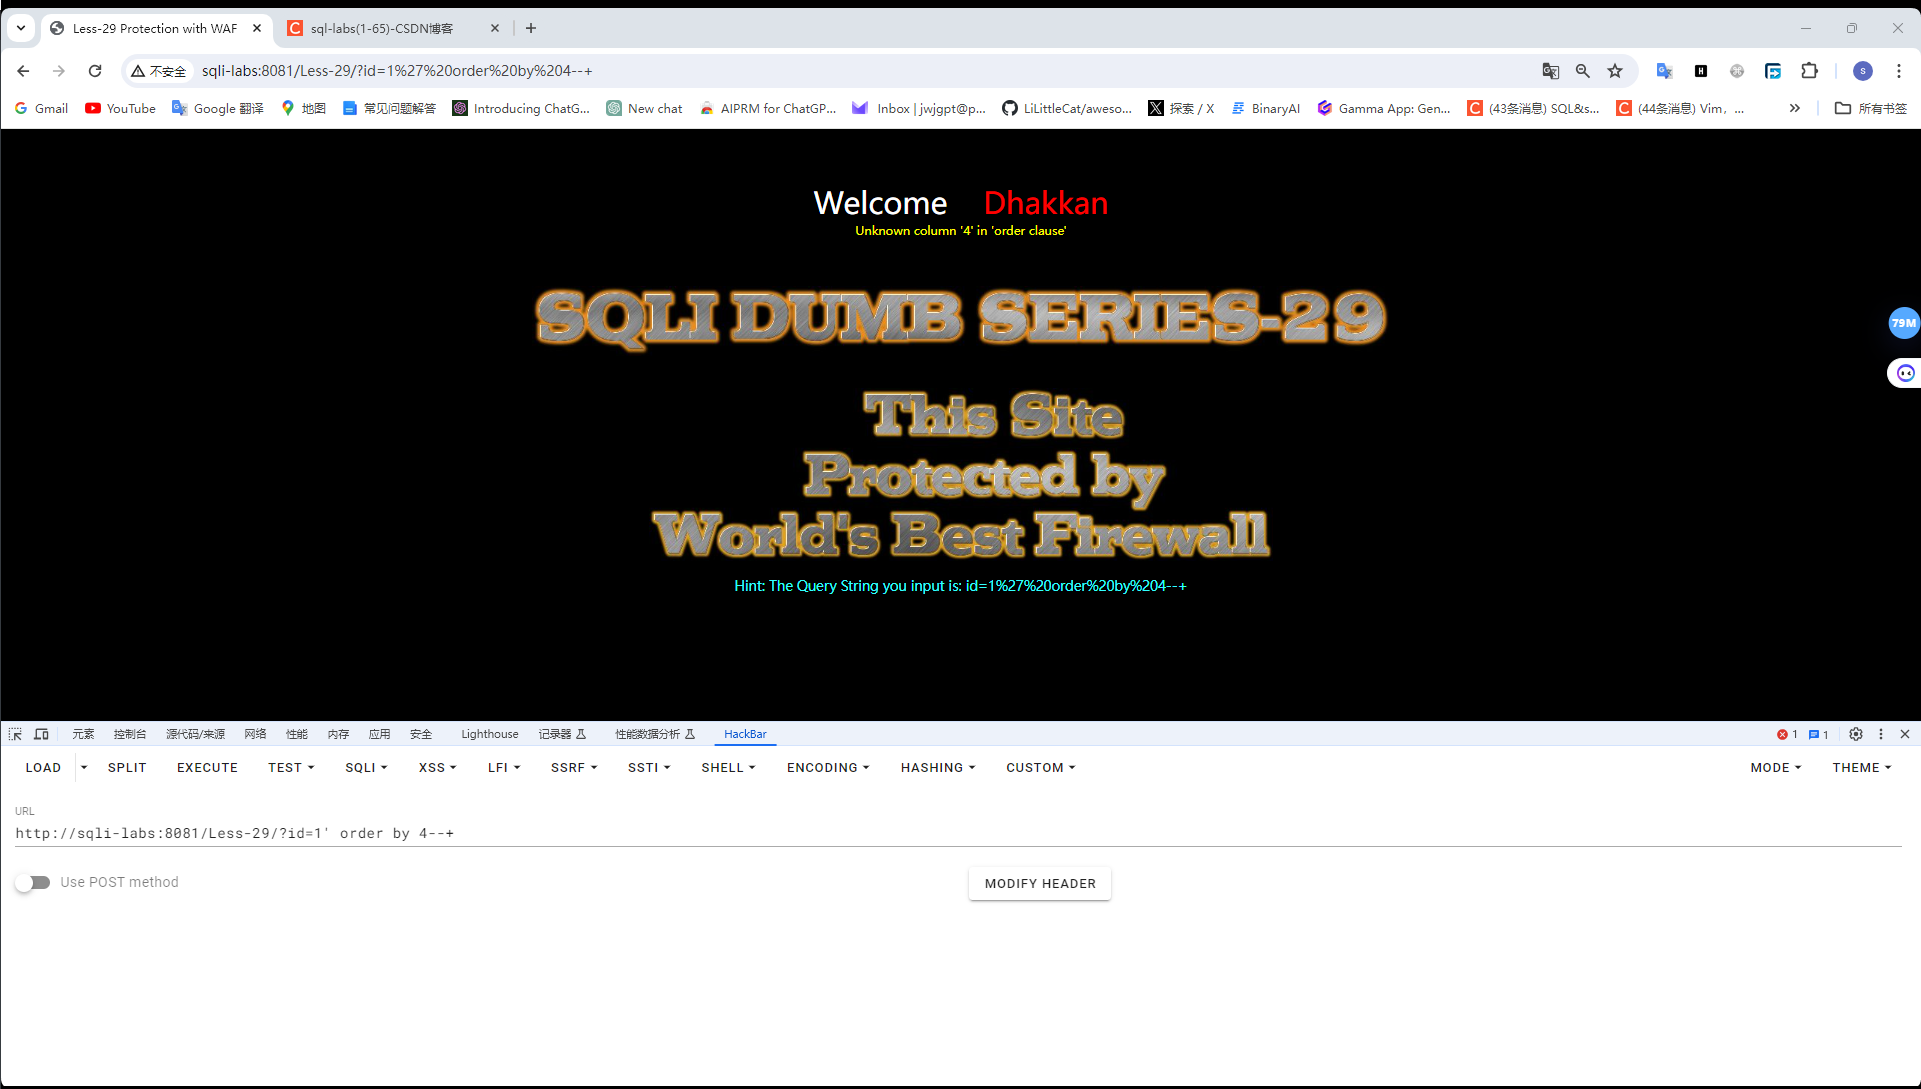 Less-29 Protection with WAF
sql-labs(1-65)-CSDN博客
不安全 sqli-labs:8081/Less-29/?id=1%27%20order%20by%204--+
Gmail YouTube Google 翻译 地图 常见问题解答 Introducing ChatG... New chat AIPRM for ChatGP... Inbox | jwjgpt@p... LiLittleCat/aweso... 探索 / X BinaryAI Gamma App: Gen... (43条消息) SQL&s... (44条消息) Vim，... 所有书签
Welcome Dhakkan
Unknown column '4' in 'order clause'
SQLI DUMB SERIES-29
79M
This Site
Protected by
World's Best Firewall
Hint: The Query String you input is: id=1%27%20order%20by%204--+
元素 控制台 源代码/来源 网络 性能 内存 应用 安全 Lighthouse 记录器 性能数据分析 HackBar 1 1
LOAD SPLIT EXECUTE TEST SQLI XSS LFI SSRF SSTI SHELL ENCODING HASHING CUSTOM MODE THEME
URL
http://sqli-labs:8081/Less-29/?id=1' order by 4--+
Use POST method
MODIFY HEADER